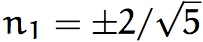 n₁ = ±2/√5